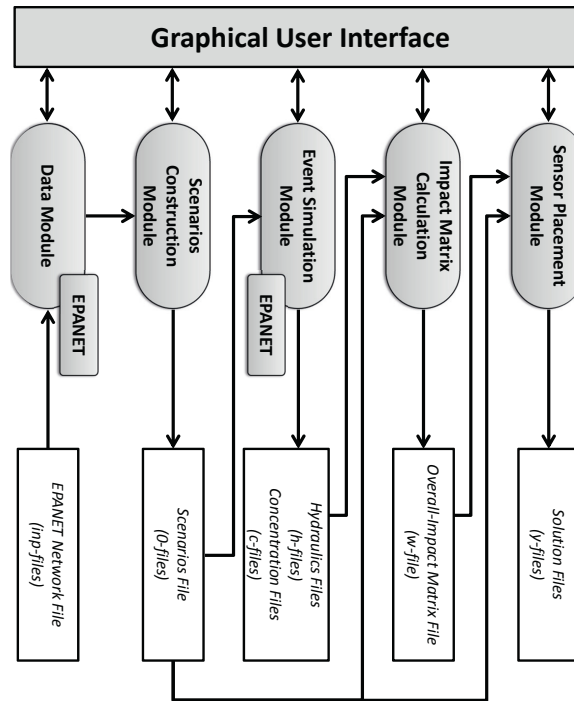 Graphical User Interface
Data Module
EPANET
Scenarios
Construction
Module
Event Simulation
Module
EPANET
Impact Matrix
Calculation
Module
Sensor Placement
Module
EPANET Network File
(inp-files)
Scenarios File
(0-files)
Hydraulics Files
(h-files)
Concentration Files
(c-files)
Overall-Impact Matrix File
(w-file)
Solution Files
(y-files)